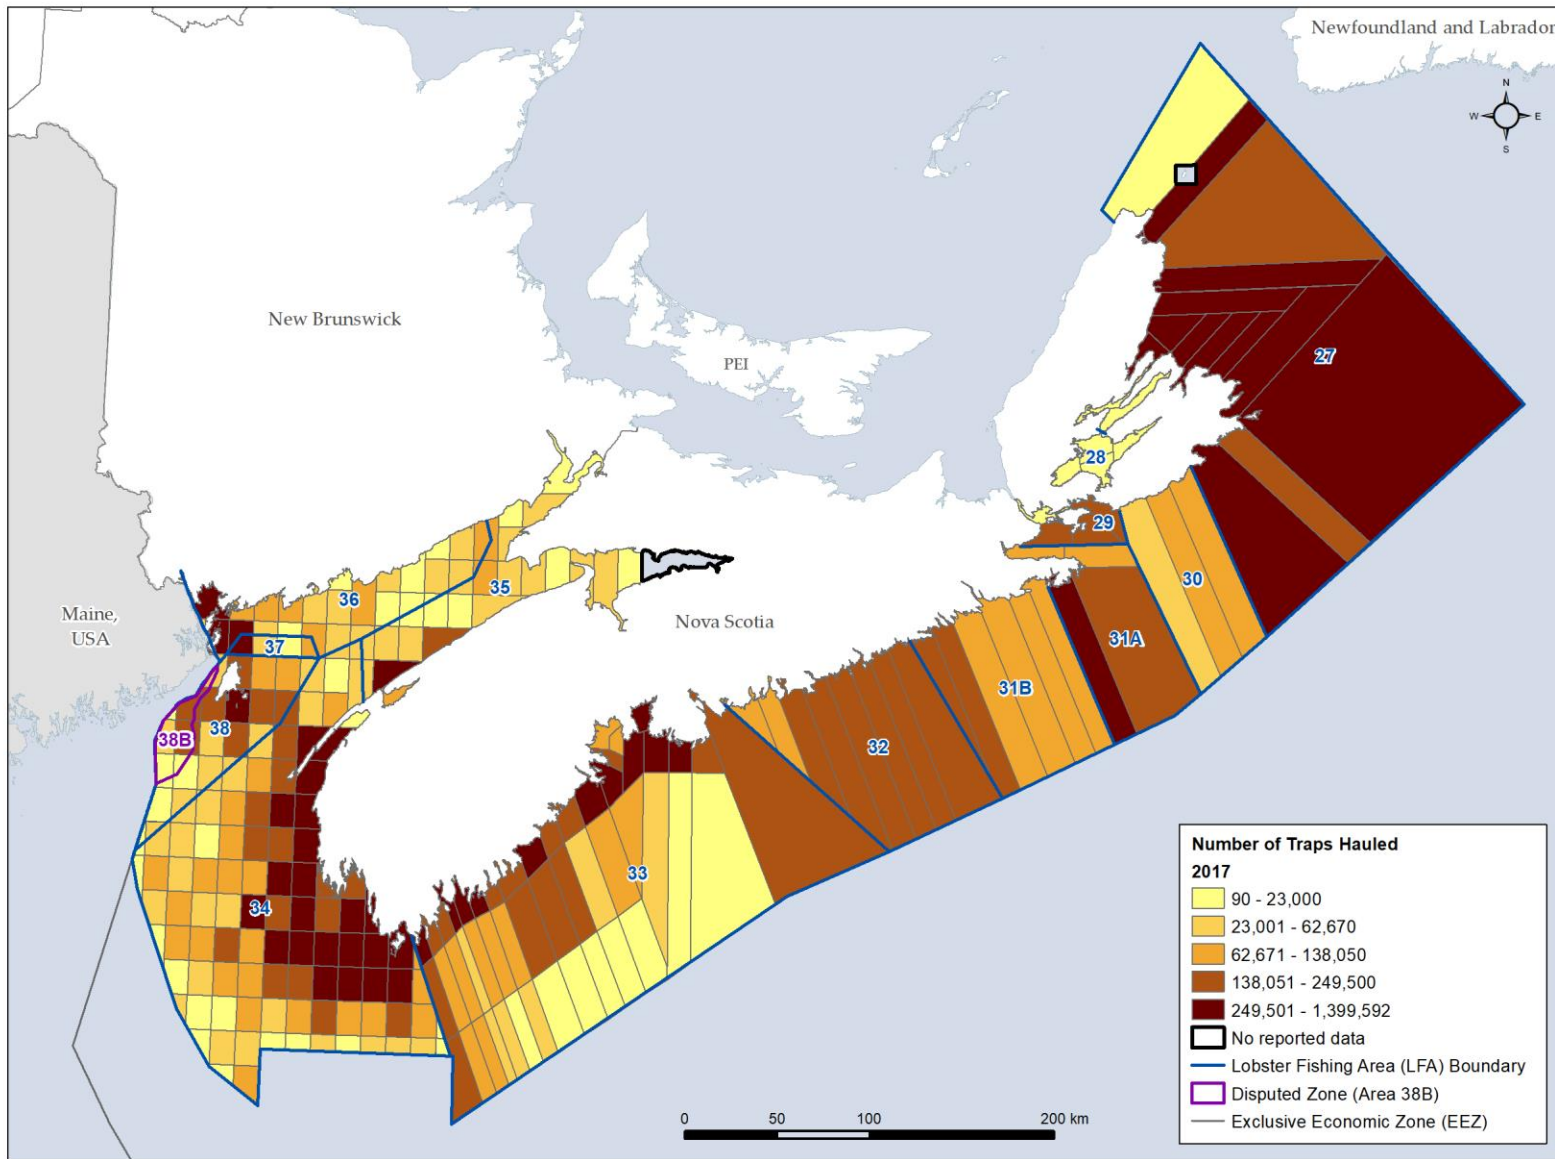 Newfoundland and Labrador
N
W E
S
New Brunswick
PEI
27
28
29
30
Maine,
USA
36
35
37
Nova Scotia
31A
31B
38
38B
32
33
34
Number of Traps Hauled
2017
90 - 23,000
23,001 - 62,670
62,671 - 138,050
138,051 - 249,500
249,501 - 1,399,592
No reported data
Lobster Fishing Area (LFA) Boundary
Disputed Zone (Area 38B)
Exclusive Economic Zone (EEZ)
0 50 100 200 km